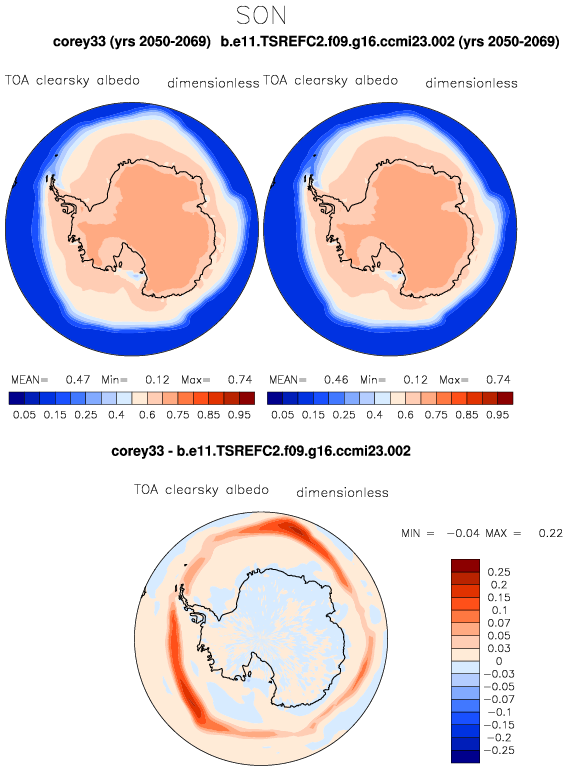 SON
corey33 (yrs 2050-2069) b.e11.TSREFC2.f09.g16.ccmi23.002 (yrs 2050-2069)
TOA clearsky albedo dimensionless TOA clearsky albedo dimensionless
MEAN= 0.47 Min= 0.12 Max= 0.74 MEAN= 0.46 Min= 0.12 Max= 0.74
0.05 0.15 0.25 0.4 0.6 0.75 0.85 0.95 0.05 0.15 0.25 0.4 0.6 0.75 0.85 0.95
corey33 - b.e11.TSREFC2.f09.g16.ccmi23.002
TOA clearsky albedo dimensionless
MIN = -0.04 MAX = 0.22
0.25
0.2
0.15
0.1
0.07
0.05
0.03
0
-0.03
-0.05
-0.07
-0.1
-0.15
-0.2
-0.25